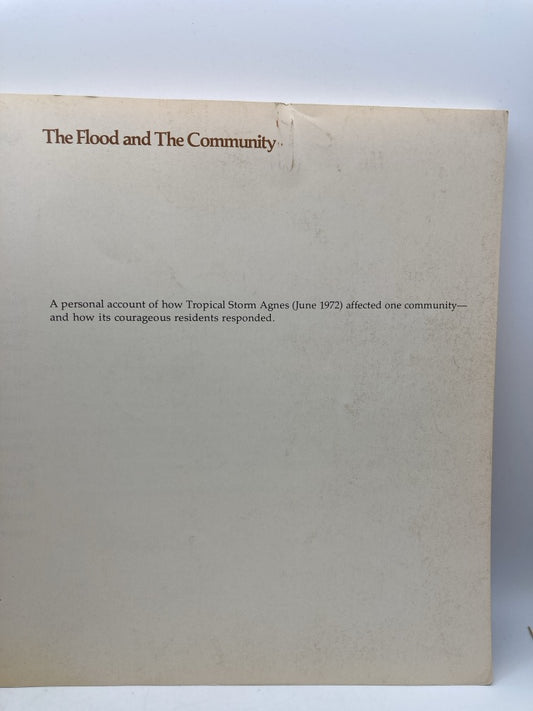 The Flood and The Community
A personal account of how Tropical Storm Agnes (June 1972) affected one community—
and how its courageous residents responded.